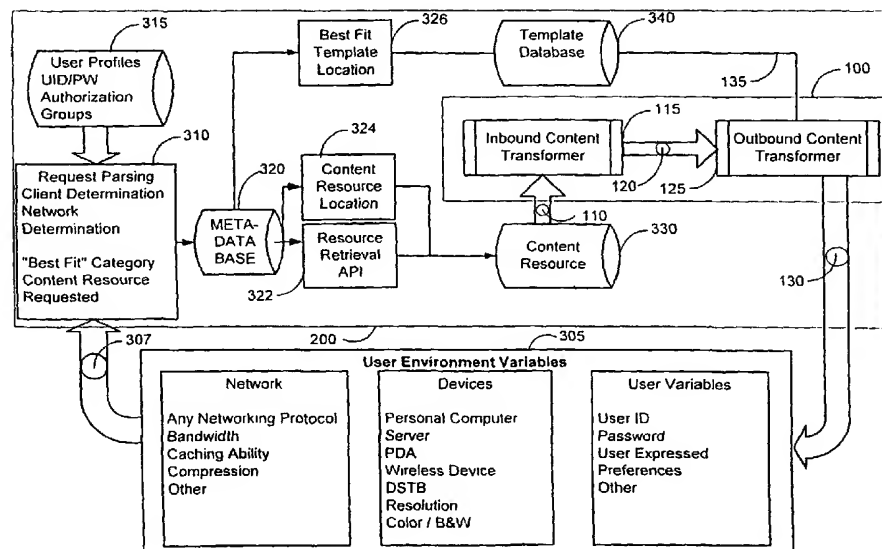 315
User Profiles
UID/PW
Authorization
Groups
326
Best Fit
Template
Location
340
Template
Database
135
100
310
Request Parsing
Client Determination
Network
Determination
"Best Fit" Category
Content Resource
Requested
320
META-
DATA
BASE
324
Content
Resource
Location
Resource
Retrieval
API
322
115
Inbound Content
Transformer
120
125
Outbound Content
Transformer
110
330
Content
Resource
130
307
200
305
User Environment Variables
Network
Any Networking Protocol
Bandwidth
Caching Ability
Compression
Other
Devices
Personal Computer
Server
PDA
Wireless Device
DSTB
Resolution
Color / B&W
User Variables
User ID
Password
User Expressed
Preferences
Other